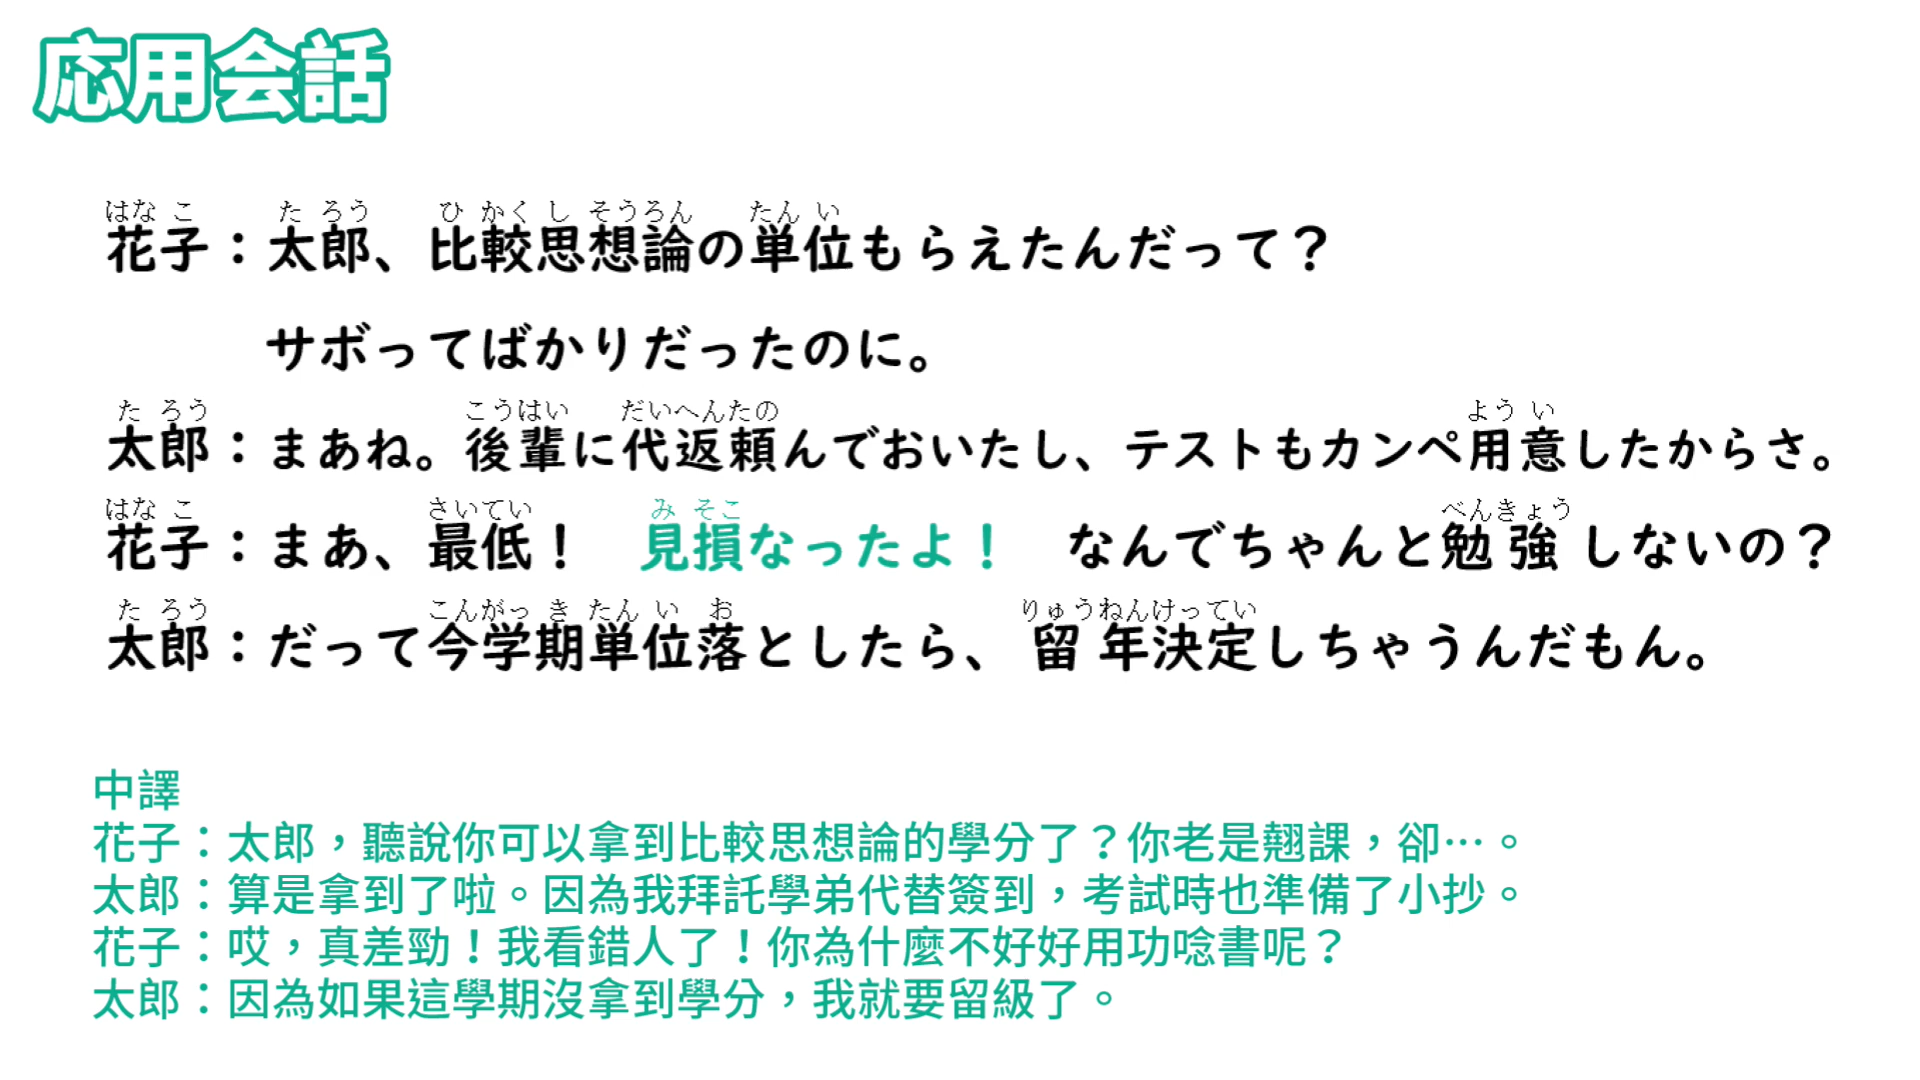 応用会話
はな こ　た ろう　ひ かく し そうろん　たん い
花子：太郎、比較思想論の単位もらえたんだって？
サボってばかりだったのに。
た ろう　こうはい　だいへんたの　よう い
太郎：まあね。後輩に代返頼んでおいたし、テストもカンペ用意したからさ。
はな こ　さいてい　み そこ　べんきょう
花子：まあ、最低！　見損なったよ！　なんでちゃんと勉強しないの？
た ろう　こんがっ き たん い　お　りゅうねんけってい
太郎：だって今学期単位落としたら、留年決定しちゃうんだもん。
中譯
花子：太郎，聽說你可以拿到比較思想論的學分了？你老是翹課，卻…。
太郎：算是拿到了啦。因為我拜託學弟代替簽到，考試時也準備了小抄。
花子：哎，真差勁！我看錯人了！你為什麼不好好用功唸書呢？
太郎：因為如果這學期沒拿到學分，我就要留級了。